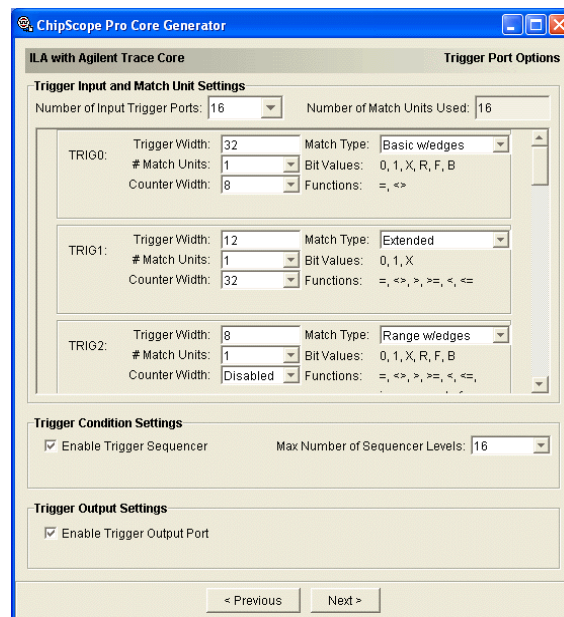 ChipScope Pro Core Generator
ILA with Agilent Trace Core Trigger Port Options
Trigger Input and Match Unit Settings
Number of Input Trigger Ports: 16 Number of Match Units Used: 16
TRIG0:
Trigger Width: 32 Match Type: Basic w/edges
# Match Units: 1 Bit Values: 0, 1, X, R, F, B
Counter Width: 8 Functions: =, <>
TRIG1:
Trigger Width: 12 Match Type: Extended
# Match Units: 1 Bit Values: 0, 1, X
Counter Width: 32 Functions: =, <>, >, >=, <, <=
TRIG2:
Trigger Width: 8 Match Type: Range w/edges
# Match Units: 1 Bit Values: 0, 1, X, R, F, B
Counter Width: Disabled Functions: =, <>, >, >=, <, <=,
Trigger Condition Settings
Enable Trigger Sequencer Max Number of Sequencer Levels: 16
Trigger Output Settings
Enable Trigger Output Port
< Previous Next >